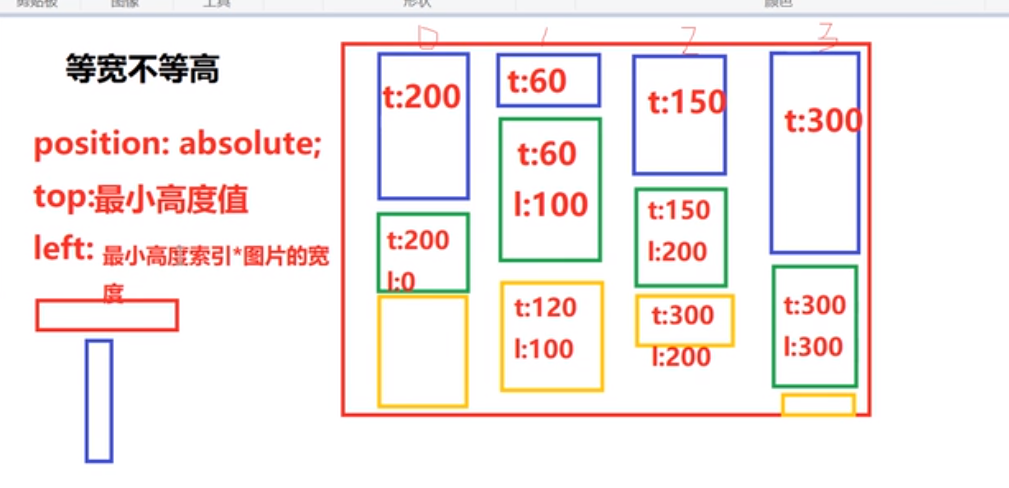 剪贴板 图像 工具 形状 颜色
0 1 2 3
等宽不等高
position: absolute;
top:最小高度值
left: 最小高度索引*图片的宽
度
t:200
t:60
t:150
t:300
t:200
l:0
t:60
l:100
t:150
l:200
t:300
l:300
t:120
l:100
t:300
l:200